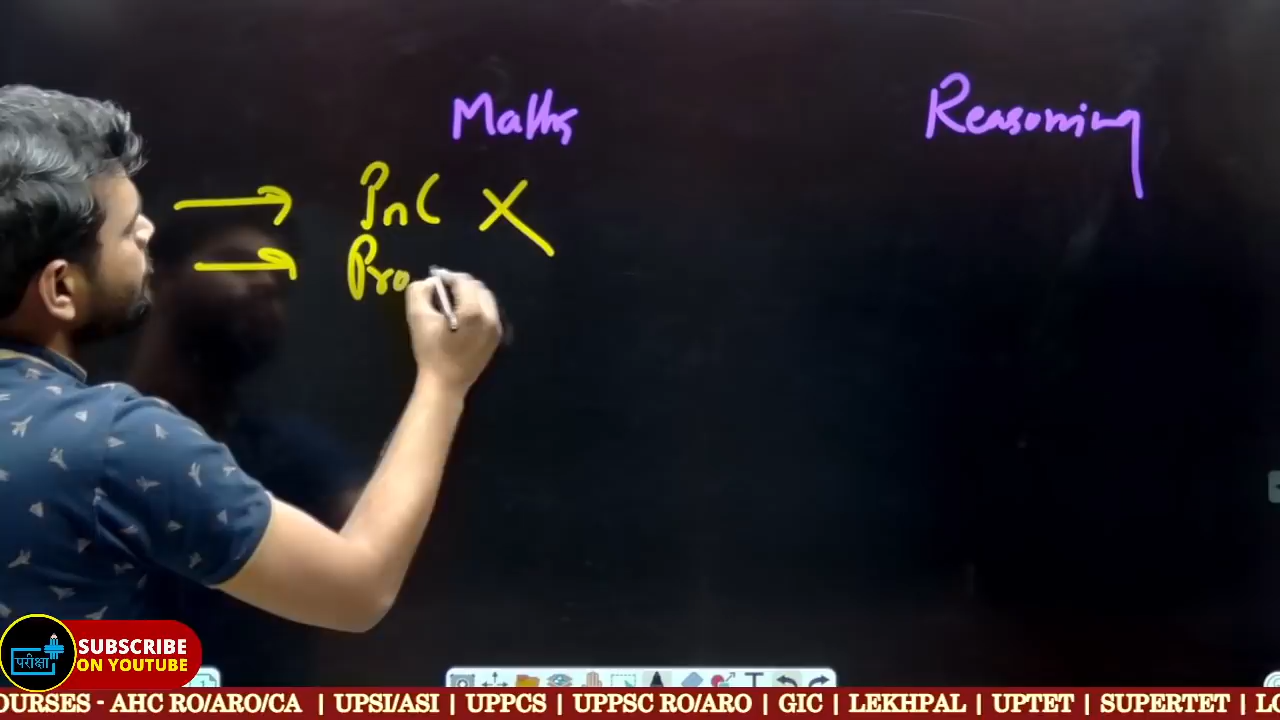 Maths
Reasoning
PnC X
Pro
परीक्षा
SUBSCRIBE
ON YOUTUBE
OURSES - AHC RO/ARO/CA | UPSI/ASI | UPPCS | UPPSC RO/ARO | GIC | LEKHPAL | UPTET | SUPERTET | LO